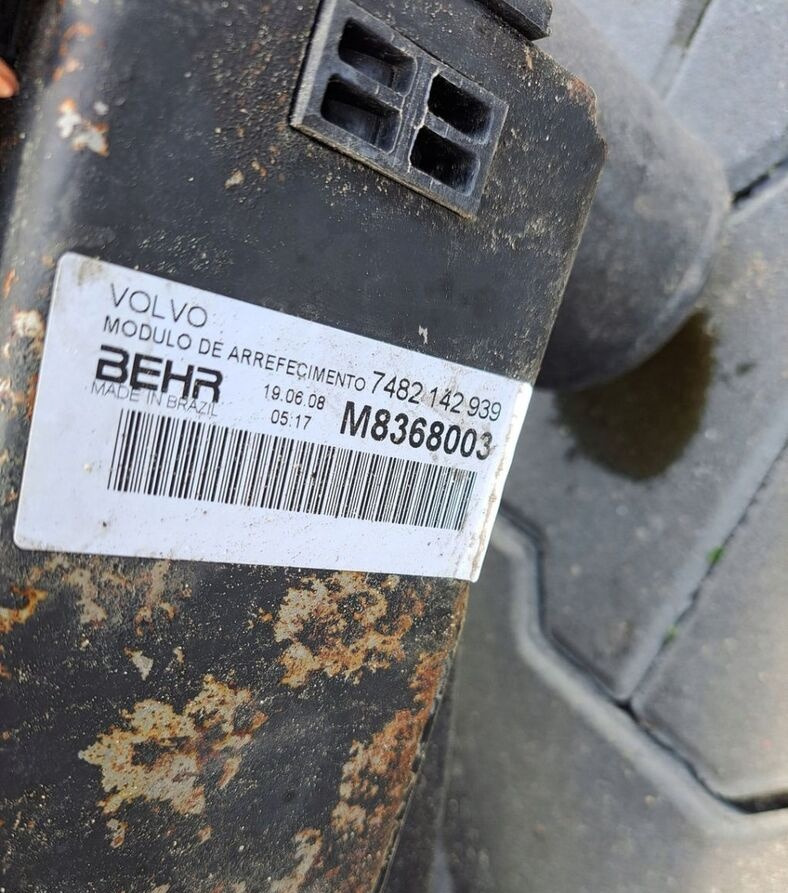 VOLVO
MODULO DE ARREFECIMENTO 7482 142 939
BEHR 19.06.08 M8368003
MADE IN BRAZIL 05:17